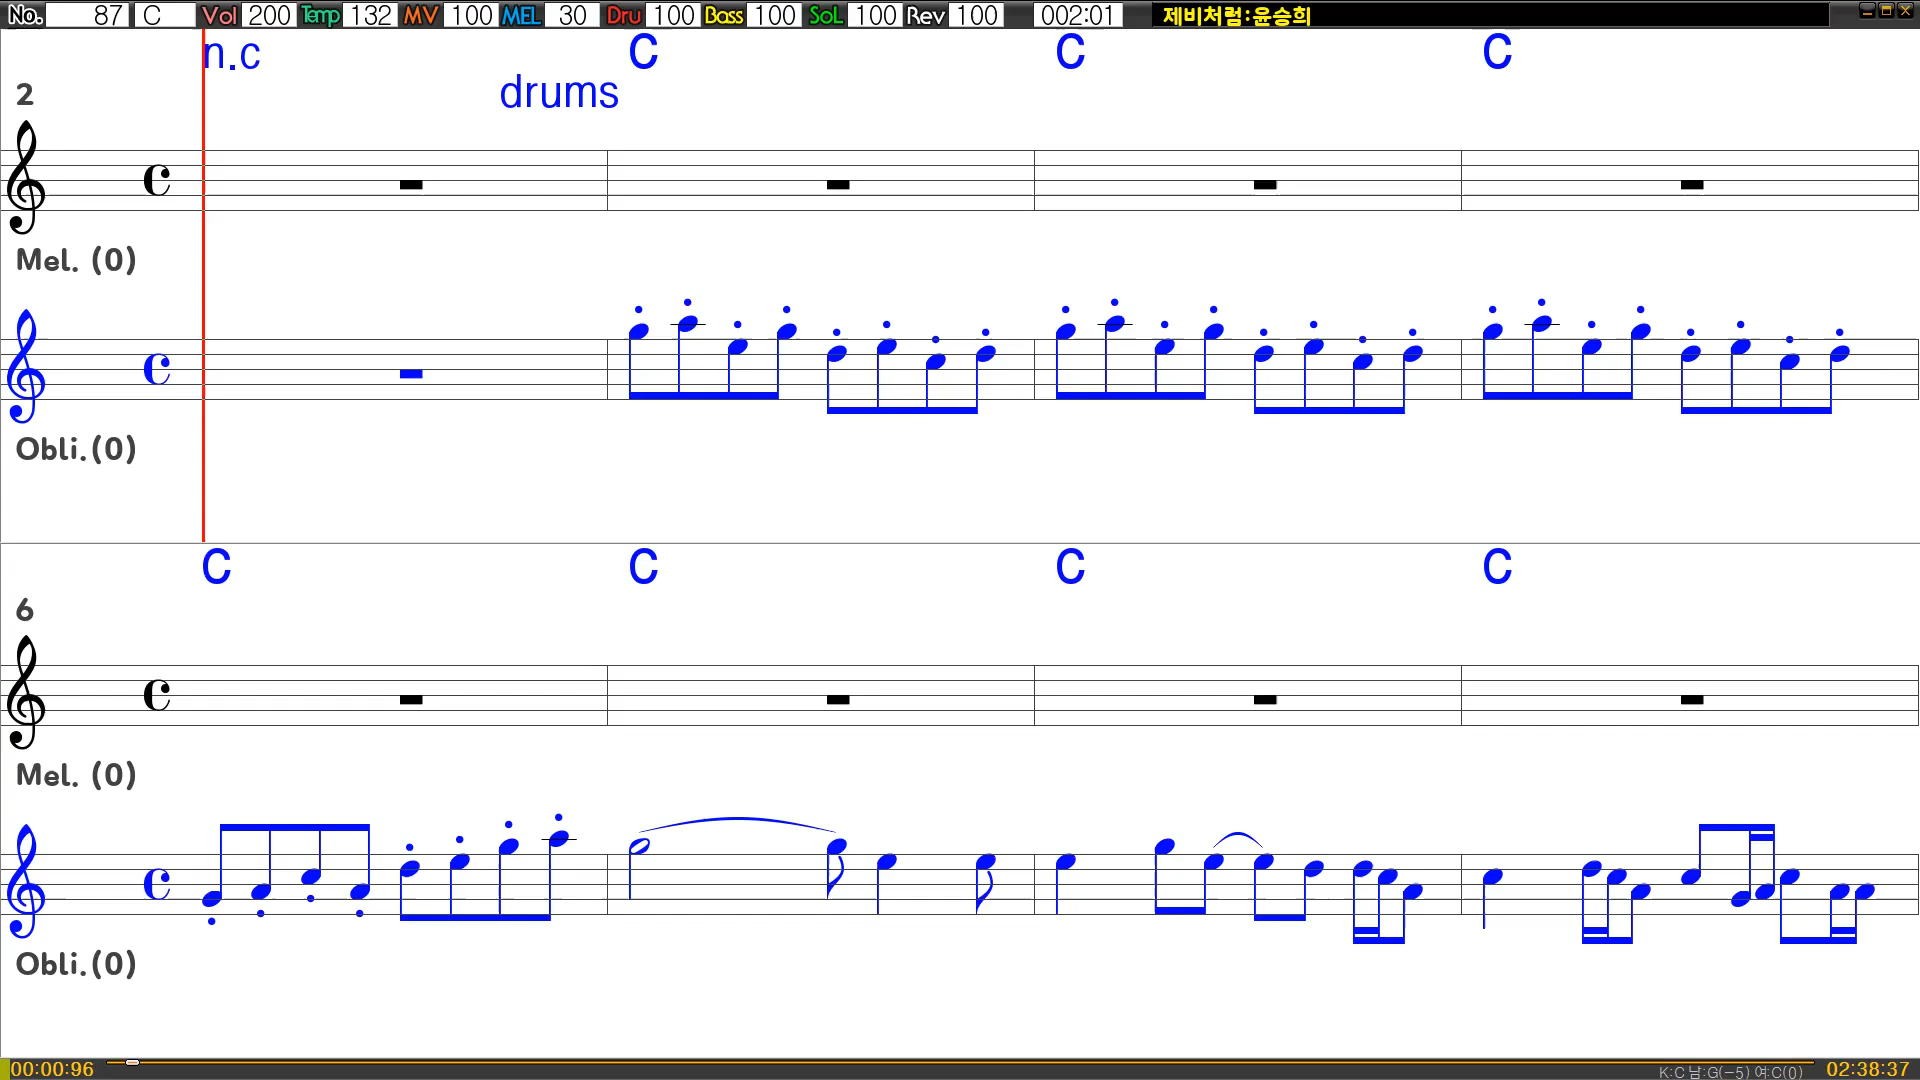 No. 87 C Vol 200 Temp 132 MV 100 MEL 30 Dru 100 Bass 100 SoL 100 Rev 100 002:01 제비처럼:윤승희
n.c C C C
drums
2
Mel. (0)
Obli.(0)
C C C C
6
Mel. (0)
Obli.(0)
00:00:96 K:C 남:G(-5) 여:C(0) 02:38:37